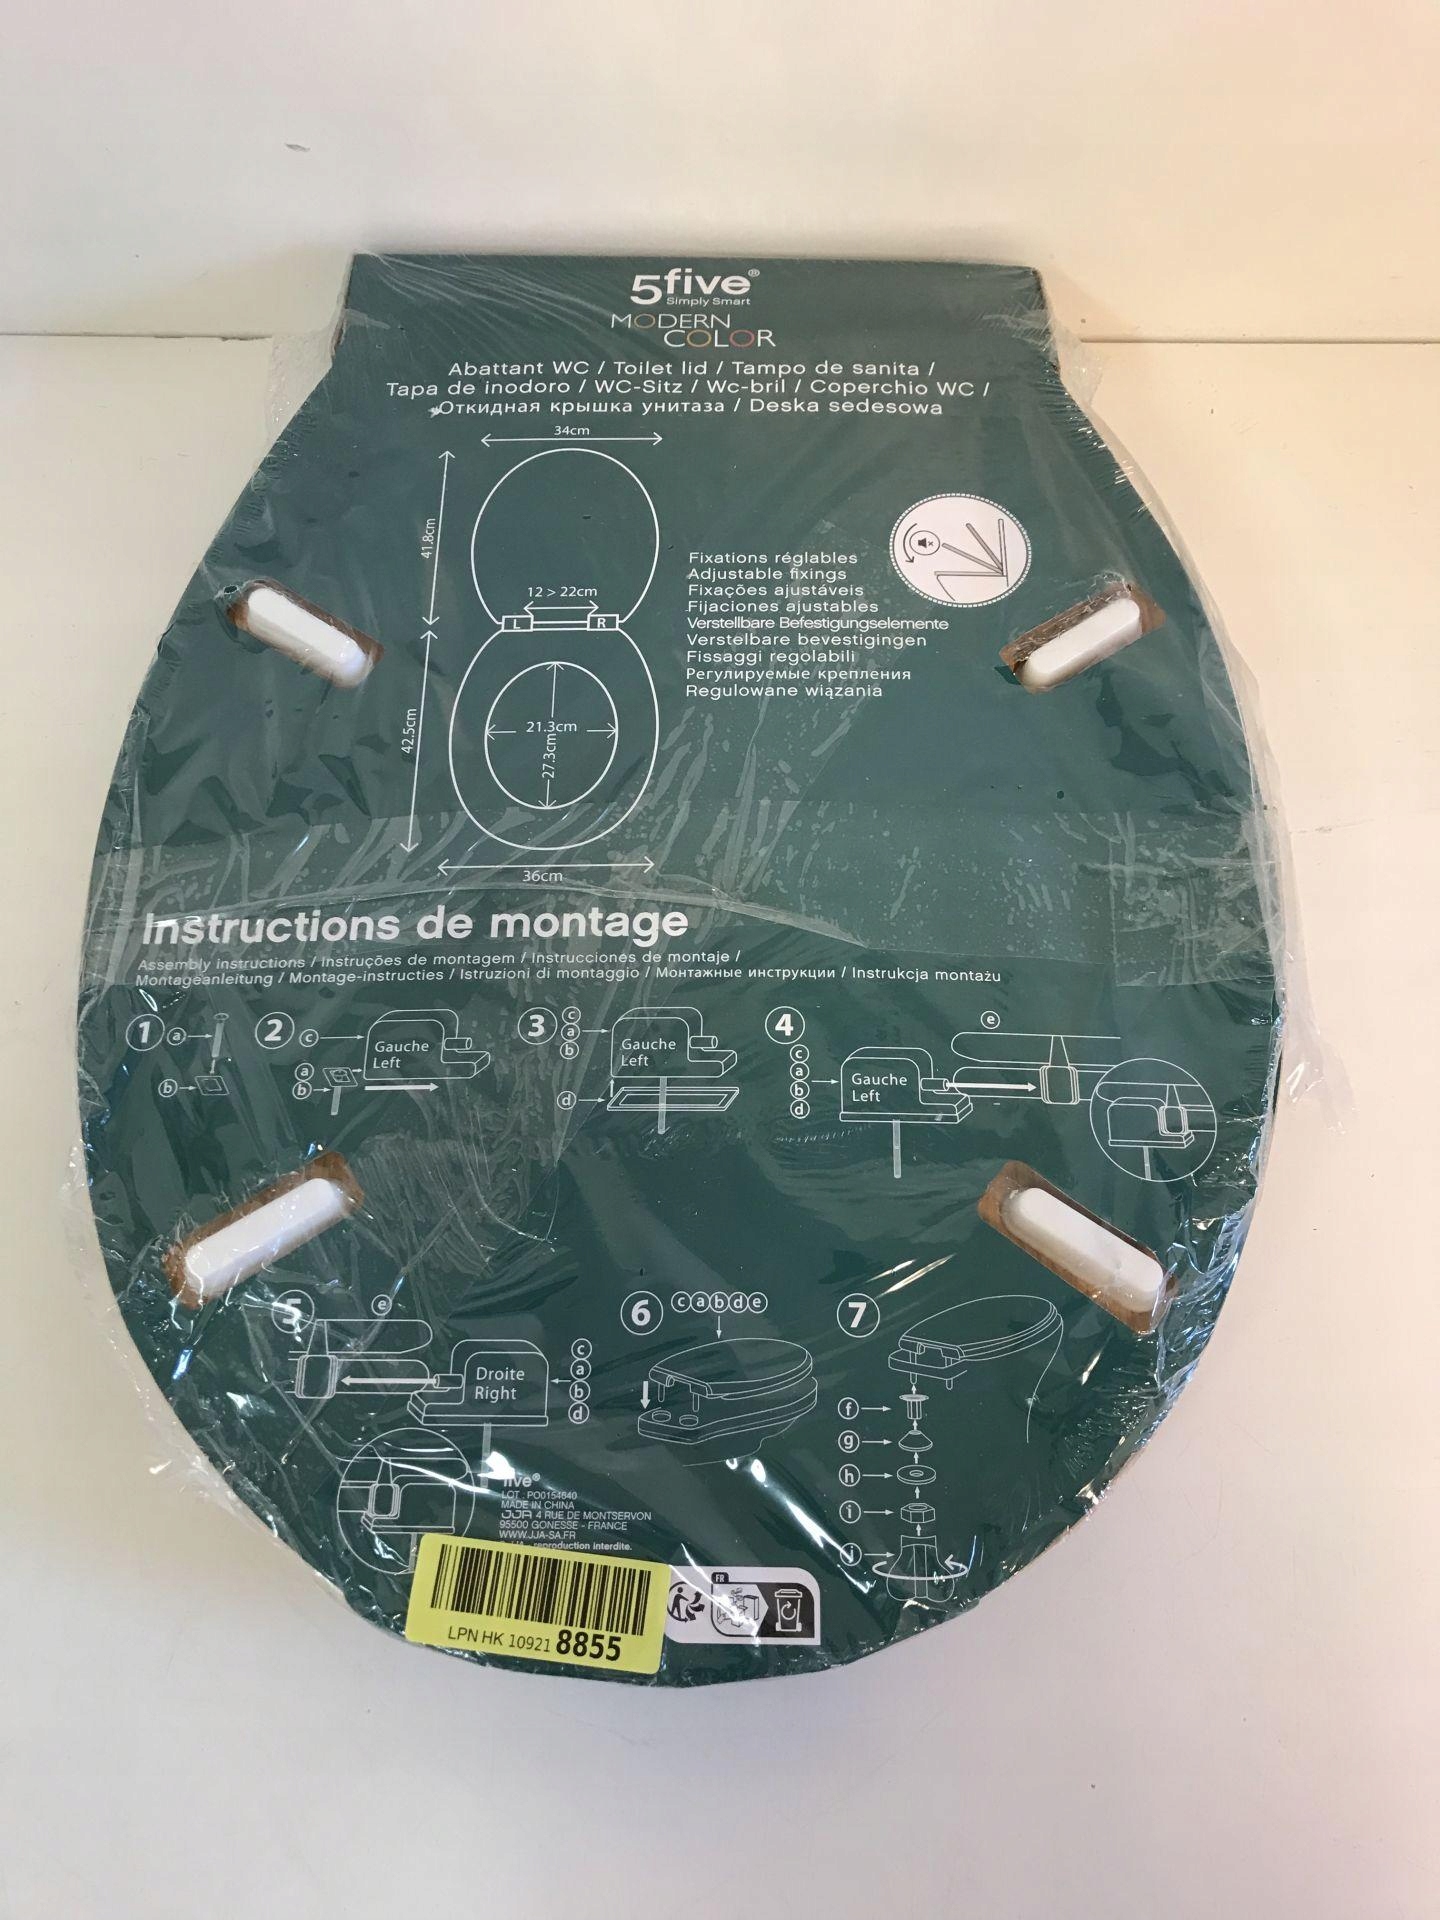 5five®
Simply Smart
MODERN
COLOR
Abattant WC / Toilet lid / Tampo de sanita /
Tapa de inodoro / WC-Sitz / Wc-bril / Coperchio WC /
Откидная крышка унитаза / Deska sedesowa
34cm
41.8cm
12 > 22cm
L R
21.3cm
27.3cm
42.5cm
36cm
Fixations réglables
Adjustable fixings
Fixações ajustáveis
Fijaciones ajustables
Verstellbare Befestigungselemente
Verstelbare bevestigingen
Fissaggi regolabili
Регулируемые крепления
Regulowane wiązania
Instructions de montage
Assembly instructions / Instruções de montagem / Instrucciones de montaje /
Montageanleitung / Montage-instructies / Istruzioni di montaggio / Монтажные инструкции / Instrukcja montażu
1 a
b
2 c
a
b
Gauche
Left
3 c
a
b
d
Gauche
Left
4 e
c
a
b
d
Gauche
Left
5 e
Droite
Right
c
a
b
d
6 c a b d e
7
f
g
h
i
j
five®
LOT : PO0154640
MADE IN CHINA
JJA 4 RUE DE MONTSERVON
95500 GONESSE - FRANCE
WWW.JJA-SA.FR
reproduction interdite.
FR
LPN HK 10921 8855